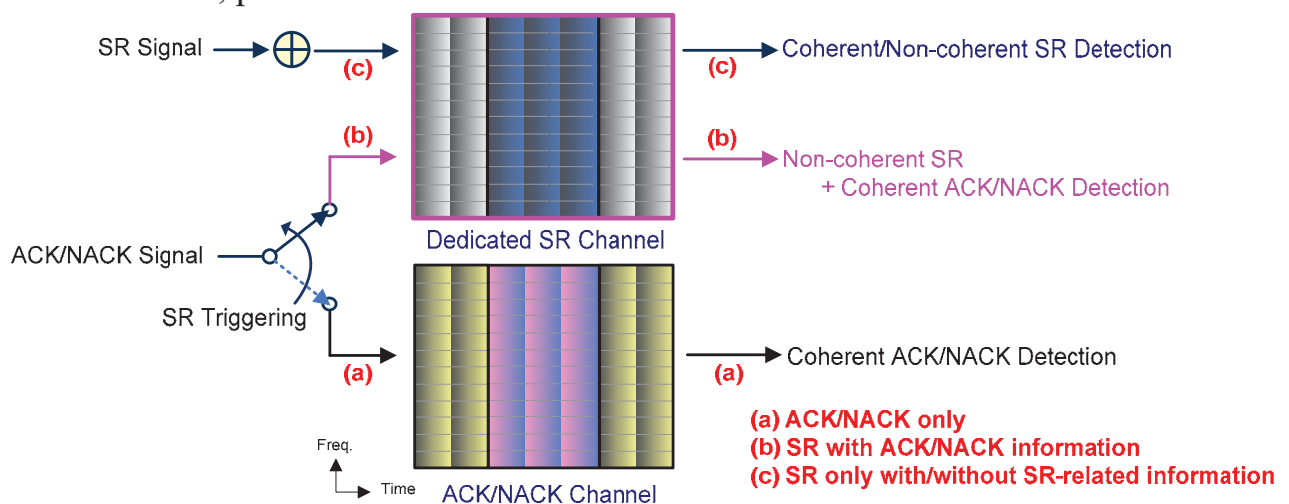 SR Signal
(c)
(c)
Coherent/Non-coherent SR Detection
(b)
(b)
Non-coherent SR
+ Coherent ACK/NACK Detection
Dedicated SR Channel
ACK/NACK Signal
SR Triggering
(a)
(a)
Coherent ACK/NACK Detection
(a) ACK/NACK only
(b) SR with ACK/NACK information
(c) SR only with/without SR-related information
Freq.
Time
ACK/NACK Channel